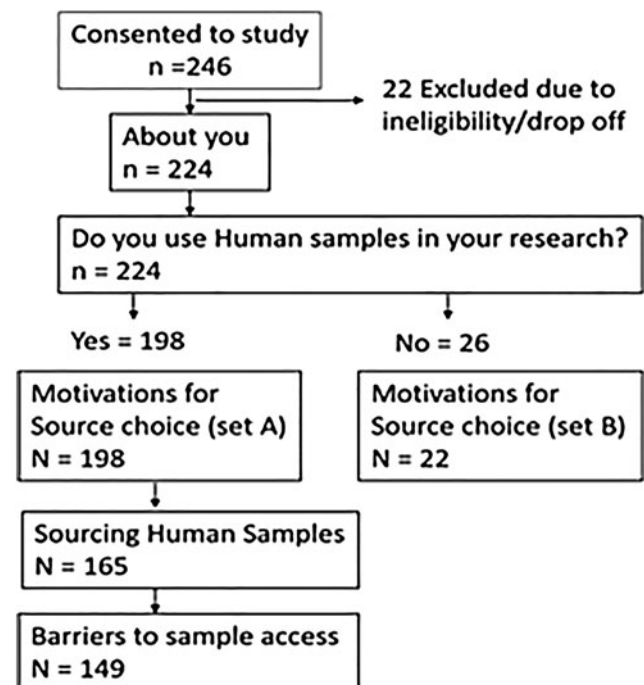 Consented to study
n =246
22 Excluded due to
ineligibility/drop off
About you
n = 224
Do you use Human samples in your research?
n = 224
Yes = 198
No = 26
Motivations for
Source choice (set A)
N = 198
Motivations for
Source choice (set B)
N = 22
Sourcing Human Samples
N = 165
Barriers to sample access
N = 149